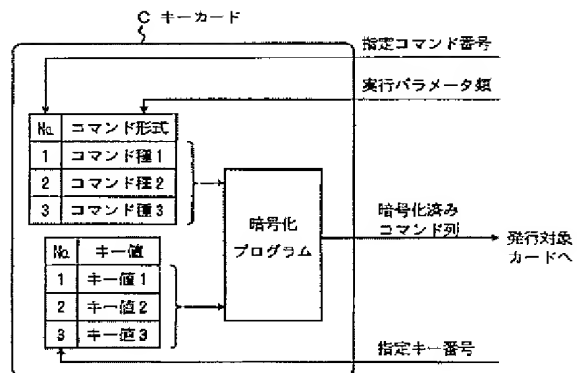 C キーカード
指定コマンド番号
実行パラメータ類
No. コマンド形式
1 コマンド種1
2 コマンド種2
3 コマンド種3
暗号化
プログラム
暗号化済み
コマンド列
発行対象
カードへ
No. キー値
1 キー値1
2 キー値2
3 キー値3
指定キー番号